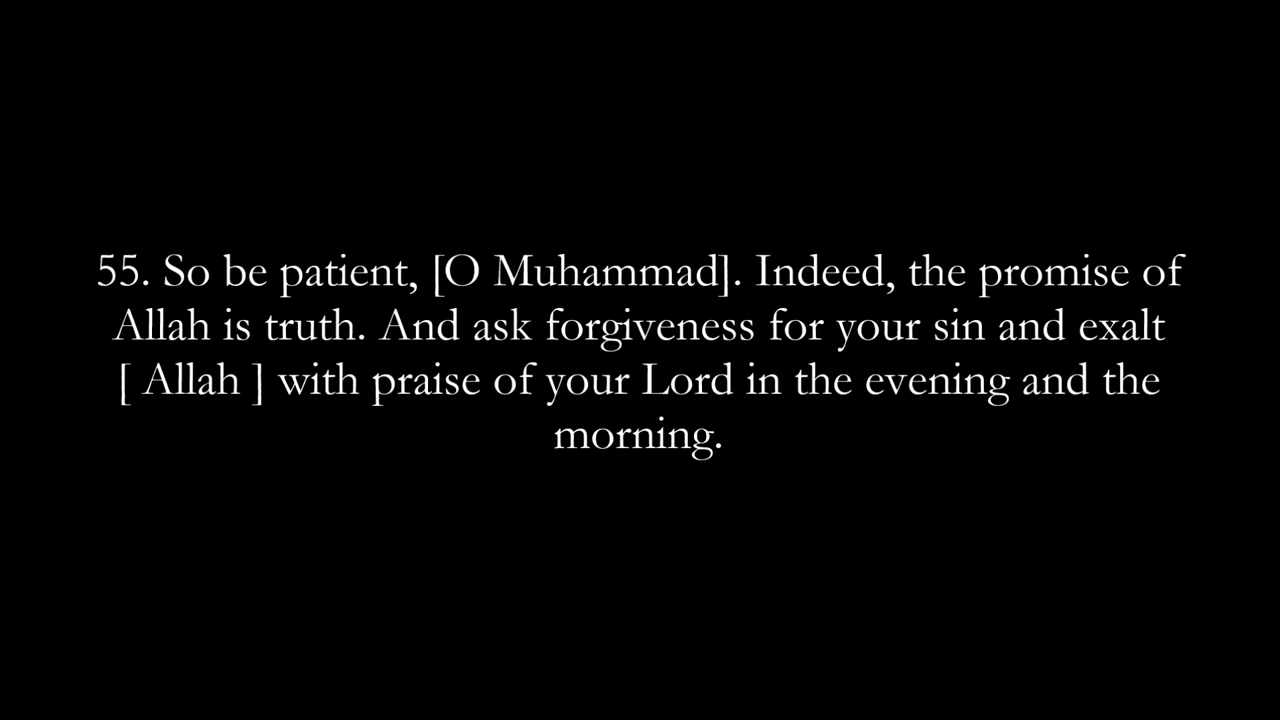 55. So be patient, [O Muhammad]. Indeed, the promise of
Allah is truth. And ask forgiveness for your sin and exalt
[ Allah ] with praise of your Lord in the evening and the
morning.